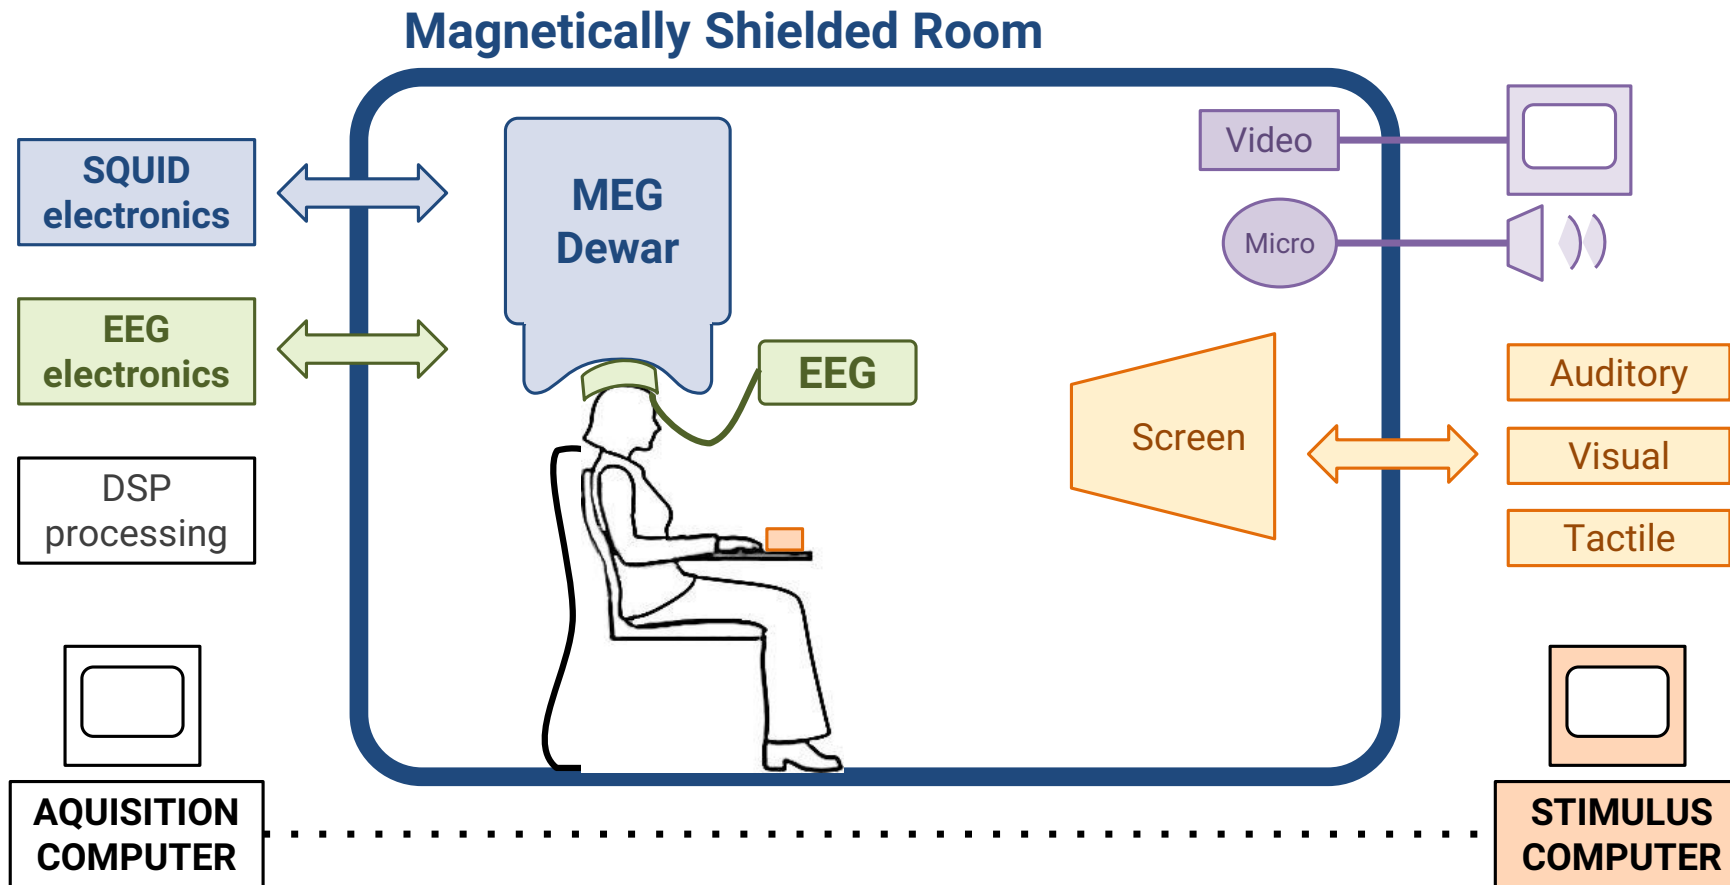 Magnetically Shielded Room
SQUID
electronics
EEG
electronics
DSP
processing
AQUISITION
COMPUTER
MEG
Dewar
EEG
Video
Micro
Screen
Auditory
Visual
Tactile
STIMULUS
COMPUTER